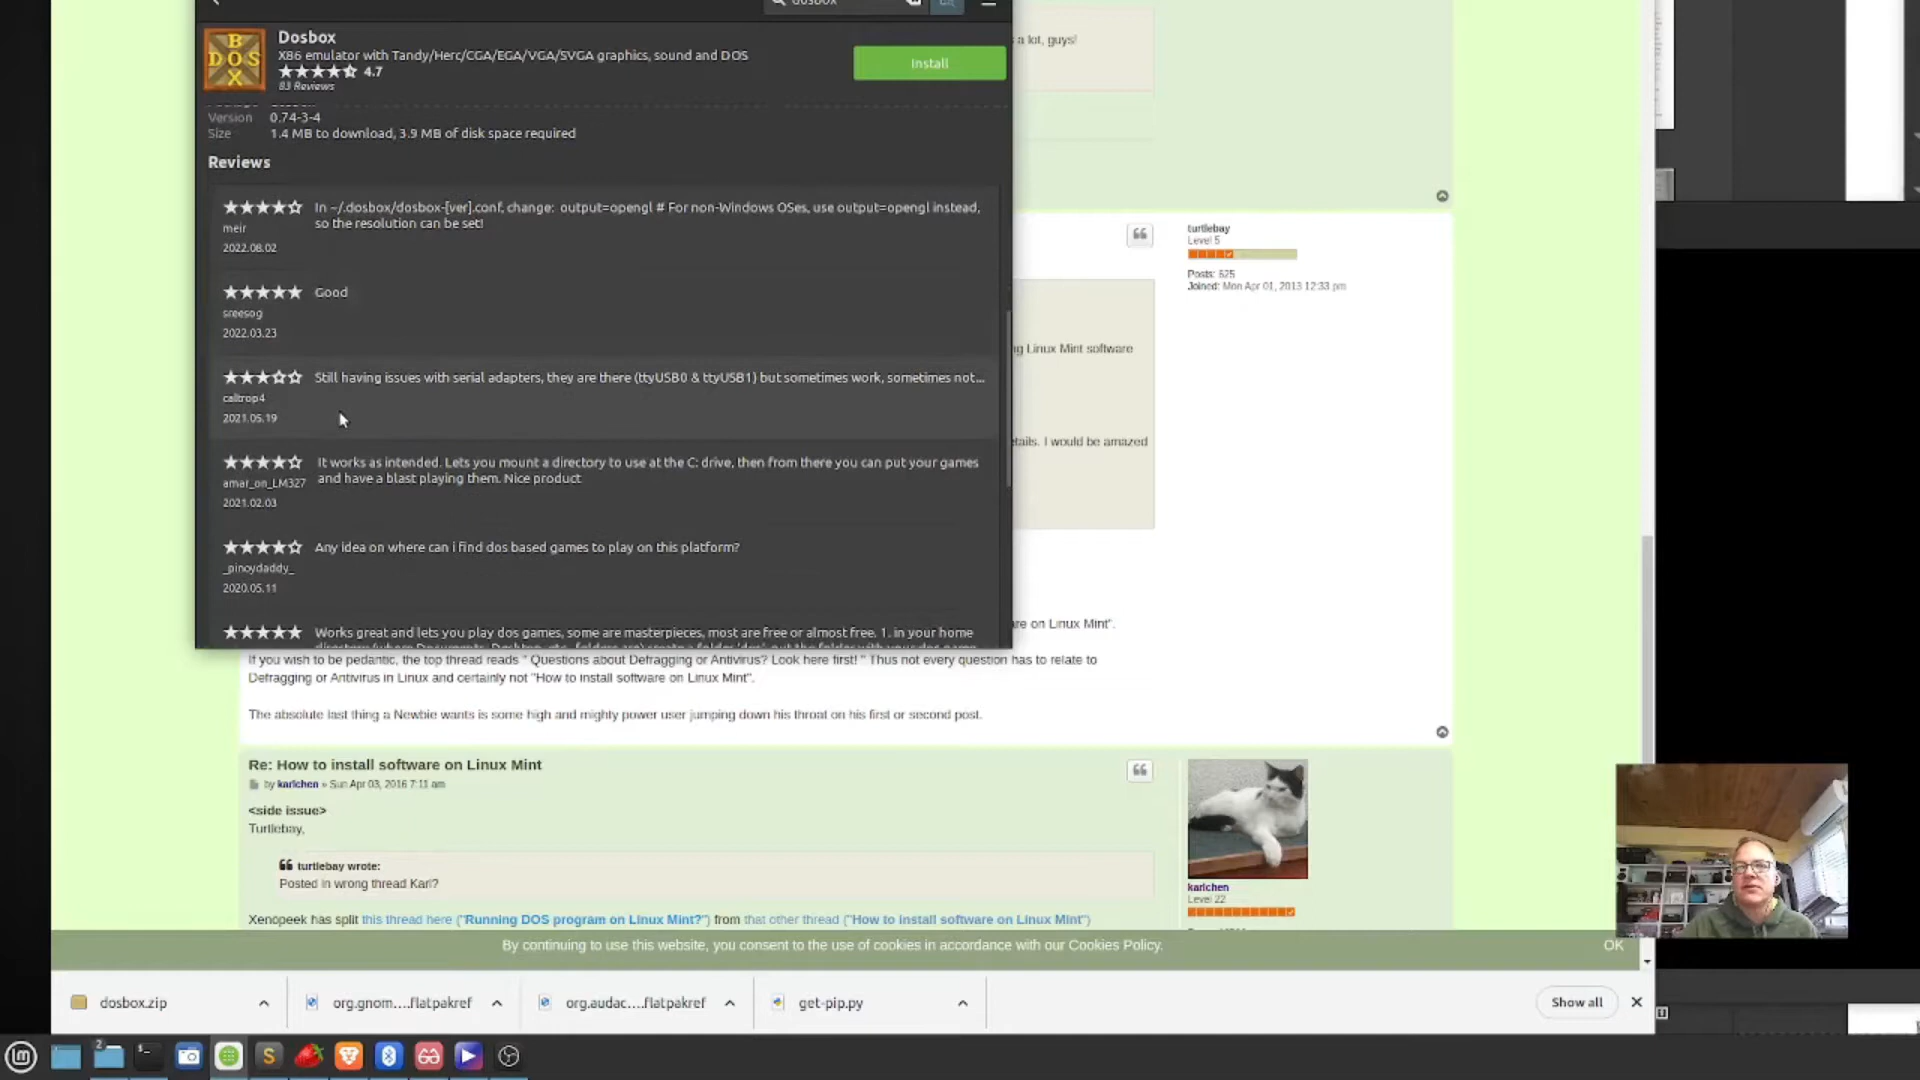 dosbox
Dosbox
X86 emulator with Tandy/Herc/CGA/EGA/VGA/SVGA graphics, sound and DOS
4.7
83 Reviews
Install
BOX
DOS
Version 0.74-3-4
Size 1.4 MB to download, 3.9 MB of disk space required
Reviews
In ~/.dosbox/dosbox-[ver].conf, change: output=opengl # For non-Windows OSes, use output=opengl instead,
so the resolution can be set!
meir
2022.08.02
Good
sreesog
2022.03.23
Still having issues with serial adapters, they are there (ttyUSB0 & ttyUSB1) but sometimes work, sometimes not...
caltrop4
2021.05.19
It works as intended. Lets you mount a directory to use at the C: drive, then from there you can put your games
and have a blast playing them. Nice product
amar_on_LM327
2021.02.03
Any idea on where can i find dos based games to play on this platform?
_pinoydaddy_
2020.05.11
Works great and lets you play dos games, some are masterpieces, most are free or almost free. 1. in your home
a lot, guys!
turtlebay
Level 5
Posts: 625
Joined: Mon Apr 01, 2013 12:33 pm
Linux Mint software
I would be amazed
on Linux Mint".
If you wish to be pedantic, the top thread reads " Questions about Defragging or Antivirus? Look here first! " Thus not every question has to relate to
Defragging or Antivirus in Linux and certainly not "How to install software on Linux Mint".
The absolute last thing a Newbie wants is some high and mighty power user jumping down his throat on his first or second post.
Re: How to install software on Linux Mint
by karlchen » Sun Apr 03, 2016 7:11 am
<side issue>
Turtlebay,
turtlebay wrote:
Posted in wrong thread Karl?
Xenopeek has split this thread here ("Running DOS program on Linux Mint?") from that other thread ("How to install software on Linux Mint")
karlchen
Level 22
By continuing to use this website, you consent to the use of cookies in accordance with our Cookies Policy.
OK
dosbox.zip
org.gnom....flatpakref
org.audac....flatpakref
get-pip.py
Show all
2
S